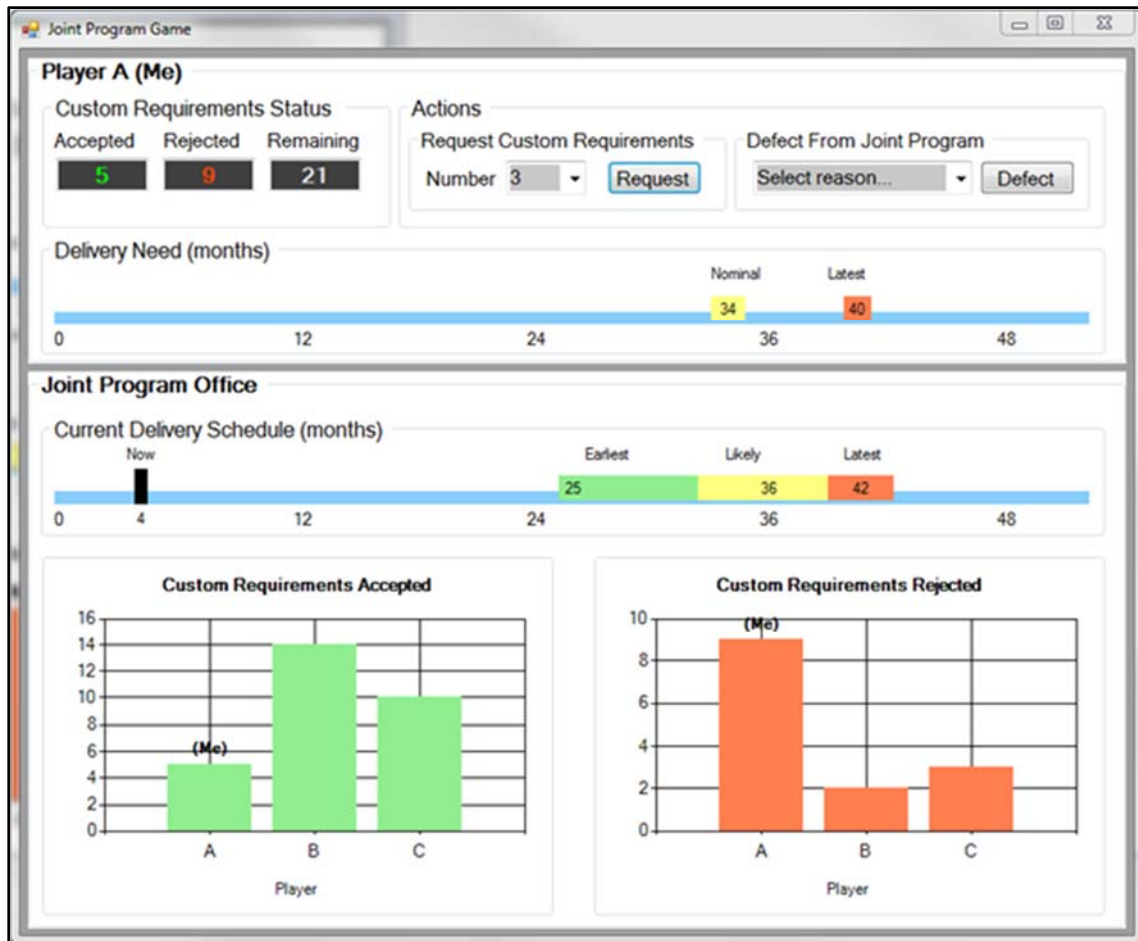 Joint Program Game
Player A (Me)
Custom Requirements Status
Accepted Rejected Remaining
5 9 21
Actions
Request Custom Requirements
Number 3 Request
Defect From Joint Program
Select reason... Defect
Delivery Need (months)
Nominal Latest
34 40
0 12 24 36 48
Joint Program Office
Current Delivery Schedule (months)
Now Earliest Likely Latest
25 36 42
0 4 12 24 36 48
Custom Requirements Accepted
16
14
12
10
8
6
4
2
0
(Me)
A B C
Player
Custom Requirements Rejected
10
8
6
4
2
0
(Me)
A B C
Player